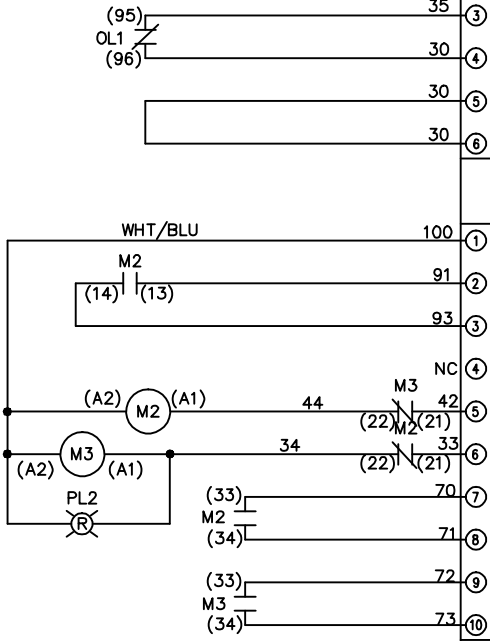 (95) 35 3
OL1
(96) 30 4
30 5
30 6
WHT/BLU 100 1
M2 91 2
(14) (13)
93 3
NC 4
M3
(A2) M2 (A1) 44 42 5
(22) (21)
M2
M3 34 33 6
(A2) (A1) (22) (21)
PL2
R
(33) 70 7
M2
(34) 71 8
(33) 72 9
M3
(34) 73 10